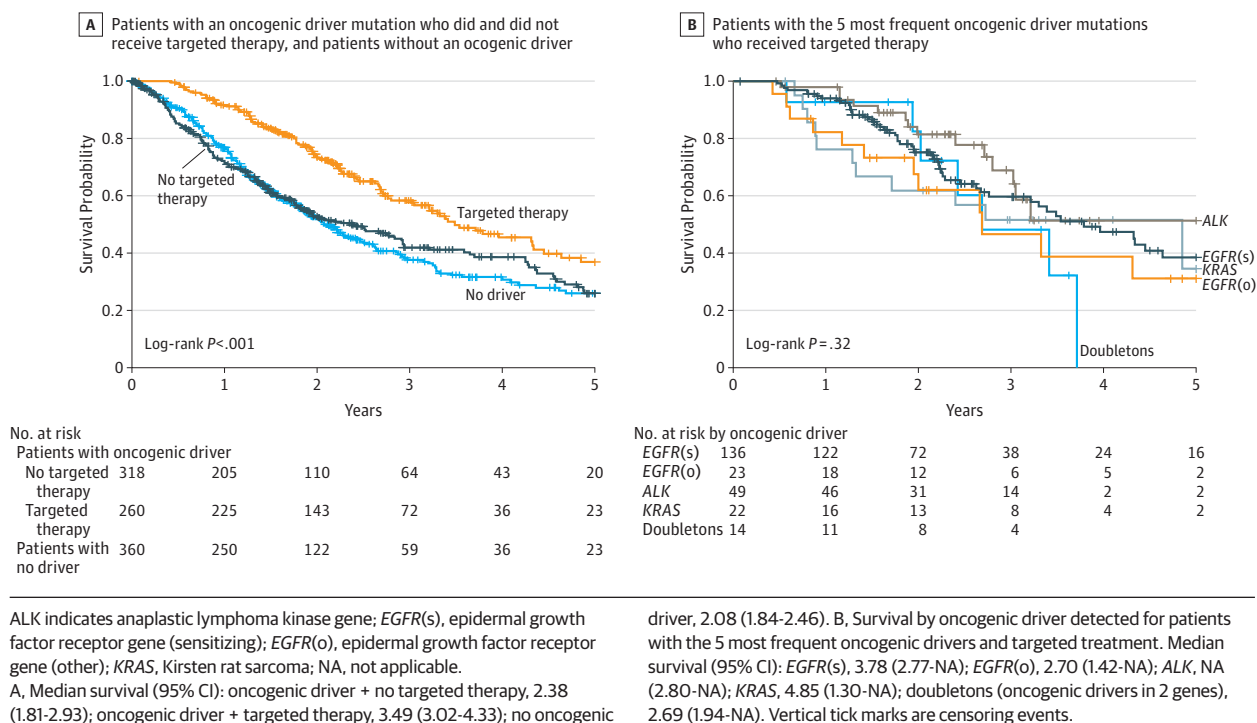 A Patients with an oncogenic driver mutation who did and did not
receive targeted therapy, and patients without an ocogenic driver
1.0
0.8
0.6
0.4
0.2
0
Survival Probability
No targeted
therapy
Targeted therapy
No driver
Log-rank P<.001
0 1 2 3 4 5
Years
No. at risk
Patients with oncogenic driver
No targeted therapy 318 205 110 64 43 20
Targeted therapy 260 225 143 72 36 23
Patients with no driver 360 250 122 59 36 23
B Patients with the 5 most frequent oncogenic driver mutations
who received targeted therapy
1.0
0.8
0.6
0.4
0.2
0
Survival Probability
ALK
EGFR(s)
KRAS
EGFR(o)
Doubletons
Log-rank P=.32
0 1 2 3 4 5
Years
No. at risk by oncogenic driver
EGFR(s) 136 122 72 38 24 16
EGFR(o) 23 18 12 6 5 2
ALK 49 46 31 14 2 2
KRAS 22 16 13 8 4 2
Doubletons 14 11 8 4
ALK indicates anaplastic lymphoma kinase gene; EGFR(s), epidermal growth
factor receptor gene (sensitizing); EGFR(o), epidermal growth factor receptor
gene (other); KRAS, Kirsten rat sarcoma; NA, not applicable.
A, Median survival (95% CI): oncogenic driver + no targeted therapy, 2.38
(1.81-2.93); oncogenic driver + targeted therapy, 3.49 (3.02-4.33); no oncogenic
driver, 2.08 (1.84-2.46). B, Survival by oncogenic driver detected for patients
with the 5 most frequent oncogenic drivers and targeted treatment. Median
survival (95% CI): EGFR(s), 3.78 (2.77-NA); EGFR(o), 2.70 (1.42-NA); ALK, NA
(2.80-NA); KRAS, 4.85 (1.30-NA); doubletons (oncogenic drivers in 2 genes),
2.69 (1.94-NA). Vertical tick marks are censoring events.